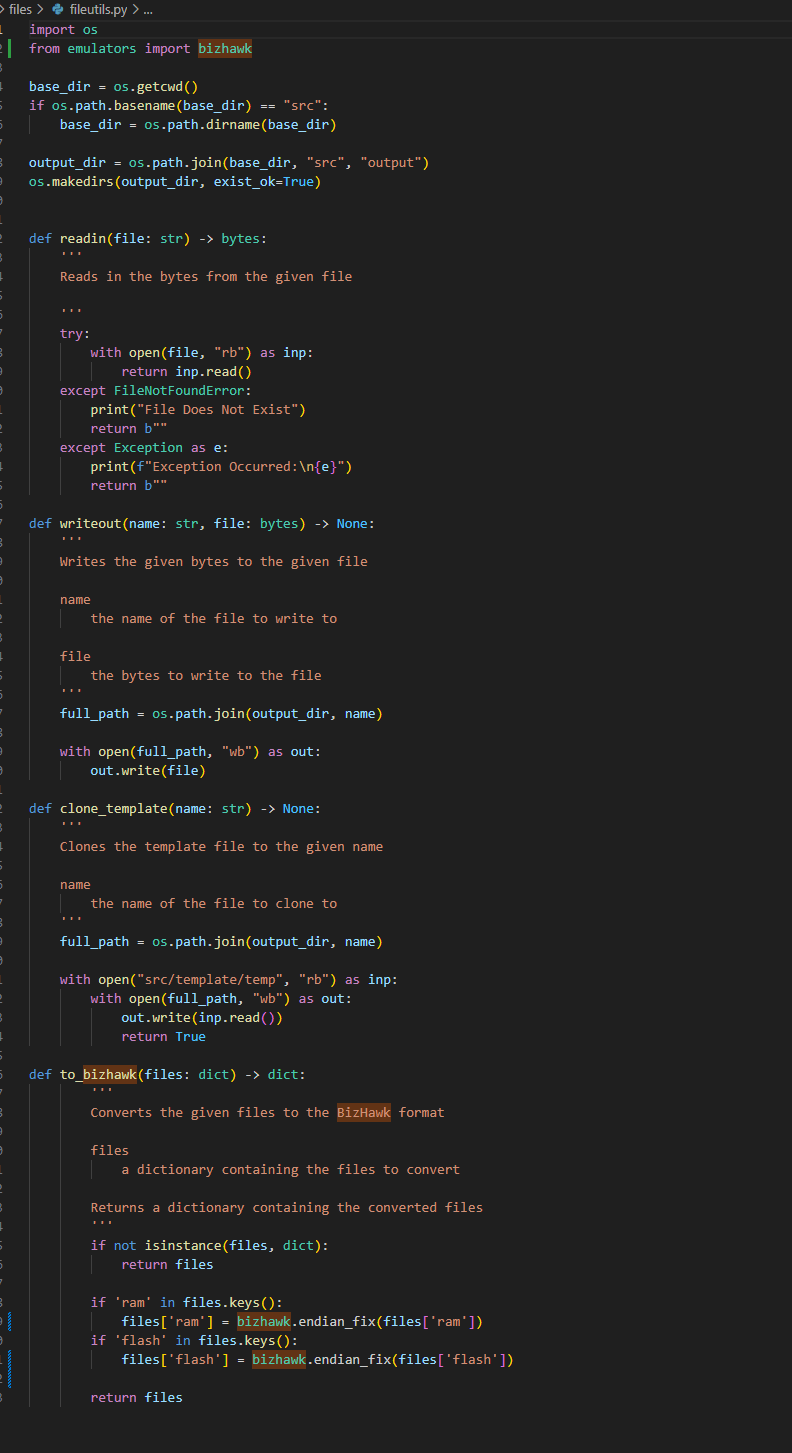 files > fileutils.py > ...
import os
from emulators import bizhawk
base_dir = os.getcwd()
if os.path.basename(base_dir) == "src":
    base_dir = os.path.dirname(base_dir)
output_dir = os.path.join(base_dir, "src", "output")
os.makedirs(output_dir, exist_ok=True)
def readin(file: str) -> bytes:
    '''
    Reads in the bytes from the given file
    '''
    try:
        with open(file, "rb") as inp:
            return inp.read()
    except FileNotFoundError:
        print("File Does Not Exist")
        return b""
    except Exception as e:
        print(f"Exception Occurred:\n{e}")
        return b""
def writeout(name: str, file: bytes) -> None:
    '''
    Writes the given bytes to the given file
    name
        the name of the file to write to
    file
        the bytes to write to the file
    '''
    full_path = os.path.join(output_dir, name)
    with open(full_path, "wb") as out:
        out.write(file)
def clone_template(name: str) -> None:
    '''
    Clones the template file to the given name
    name
        the name of the file to clone to
    '''
    full_path = os.path.join(output_dir, name)
    with open("src/template/temp", "rb") as inp:
        with open(full_path, "wb") as out:
            out.write(inp.read())
            return True
def to_bizhawk(files: dict) -> dict:
        '''
        Converts the given files to the BizHawk format
        files
            a dictionary containing the files to convert
        Returns a dictionary containing the converted files
        '''
        if not isinstance(files, dict):
            return files
        if 'ram' in files.keys():
            files['ram'] = bizhawk.endian_fix(files['ram'])
        if 'flash' in files.keys():
            files['flash'] = bizhawk.endian_fix(files['flash'])
        return files